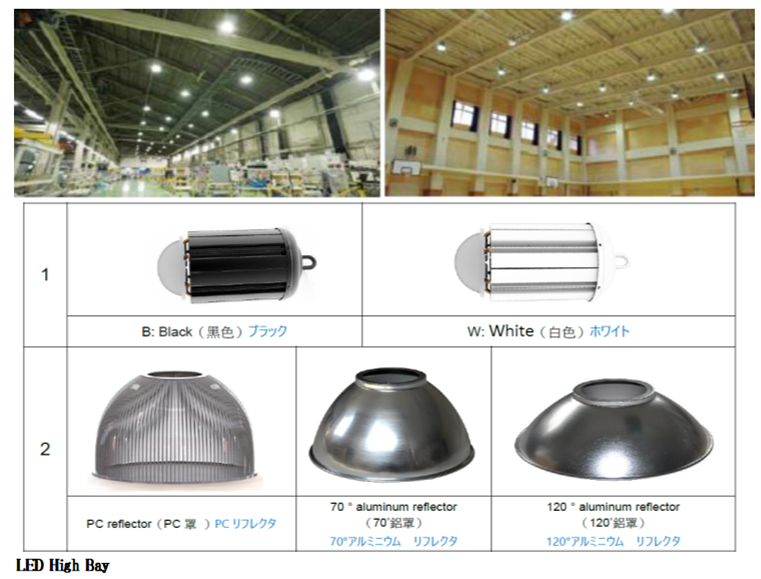 1
B: Black（黒色）ブラック
W: White（白色）ホワイト
2
PC reflector（PC 罩 ）PC リフレクタ
70 ° aluminum reflector
（70°鋁罩）
70°アルミニウム リフレクタ
120 ° aluminum reflector
（120°鋁罩）
120°アルミニウム リフレクタ
LED High Bay